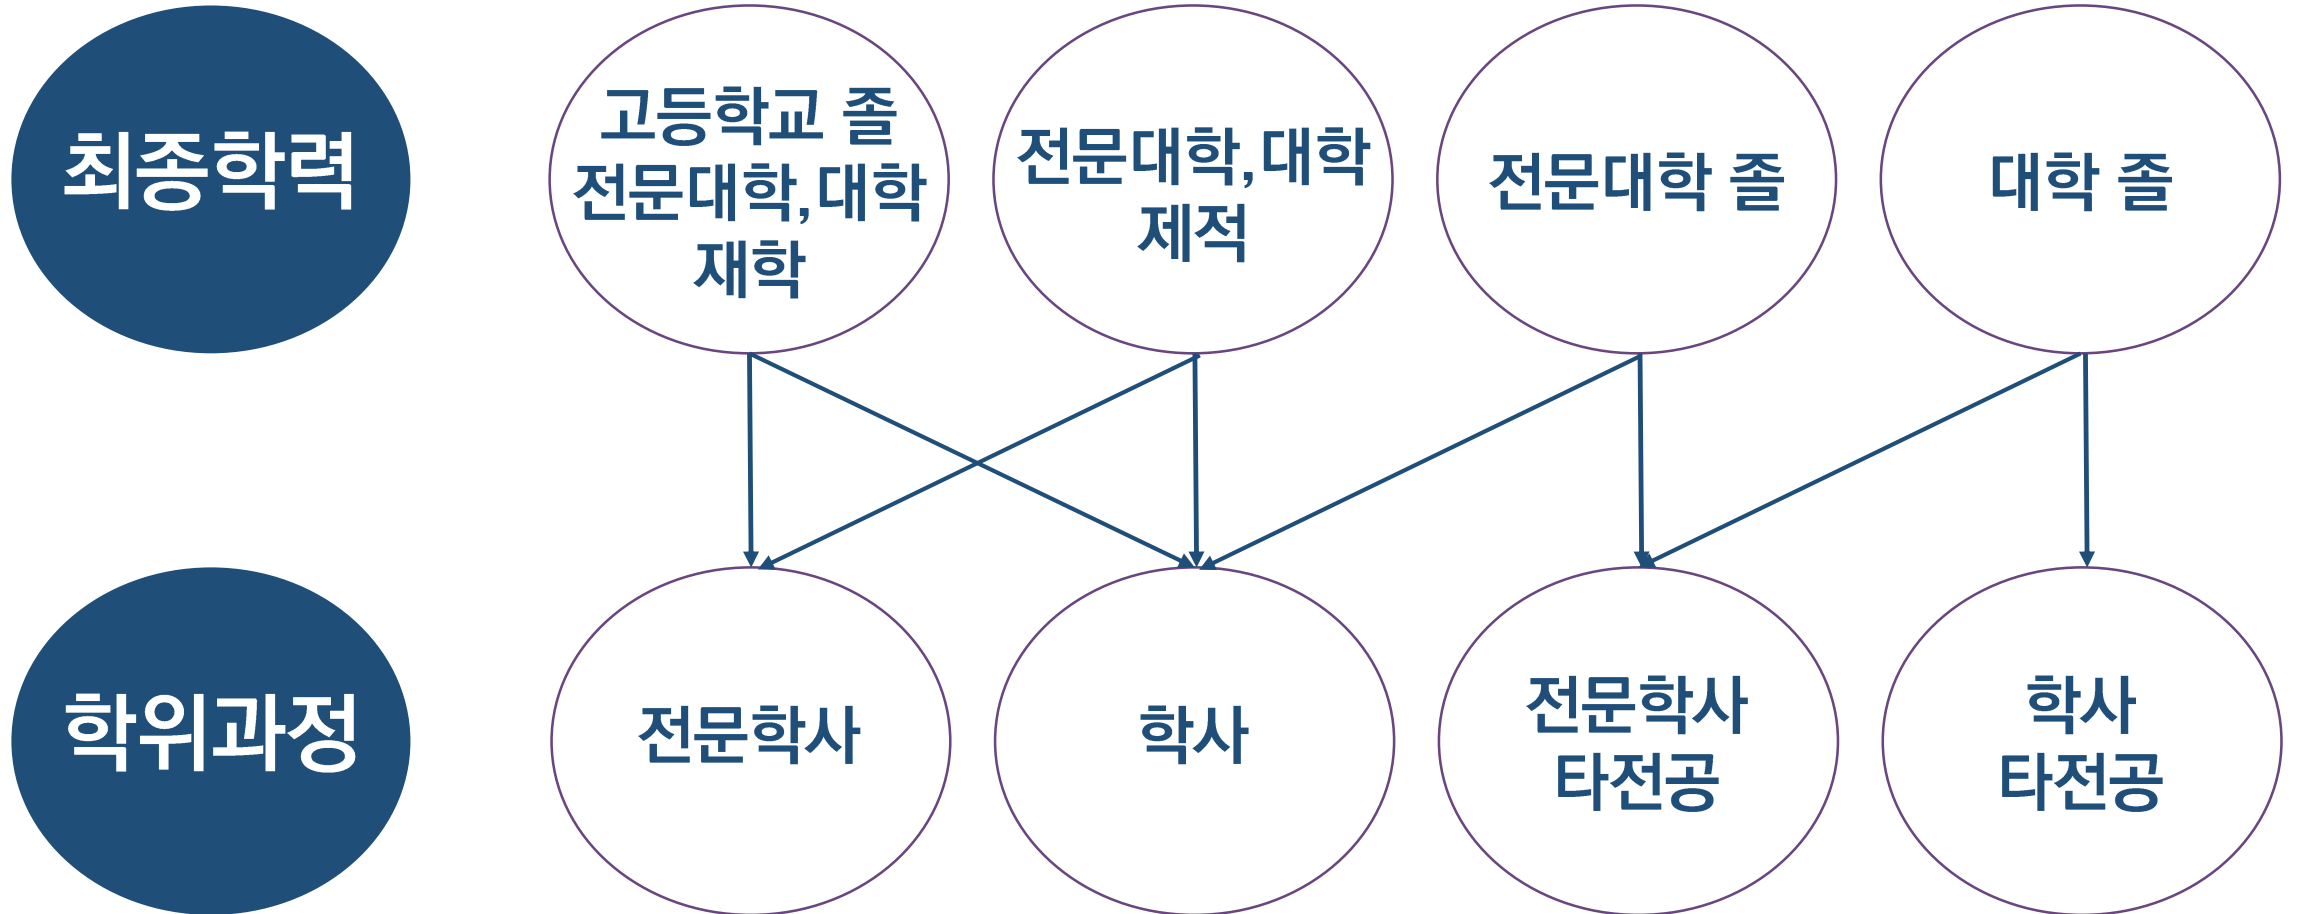 최종학력
고등학교 졸
전문대학, 대학
재학
전문대학, 대학
제적
전문대학 졸
대학 졸
학위과정
전문학사
학사
전문학사
타전공
학사
타전공